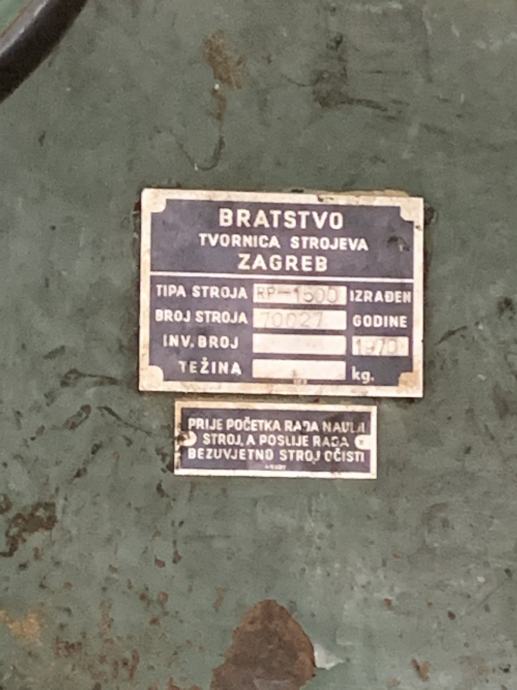 BRATSTVO
TVORNICA STROJEVA
ZAGREB
TIPA STROJA RP-1500 IZRAĐEN
BROJ STROJA 70027 GODINE
INV. BROJ 1970
TEŽINA kg.
PRIJE POČETKA RADA NAULJI
STROJ, A POSLIJE RADA
BEZUVJETNO STROJ OČISTI